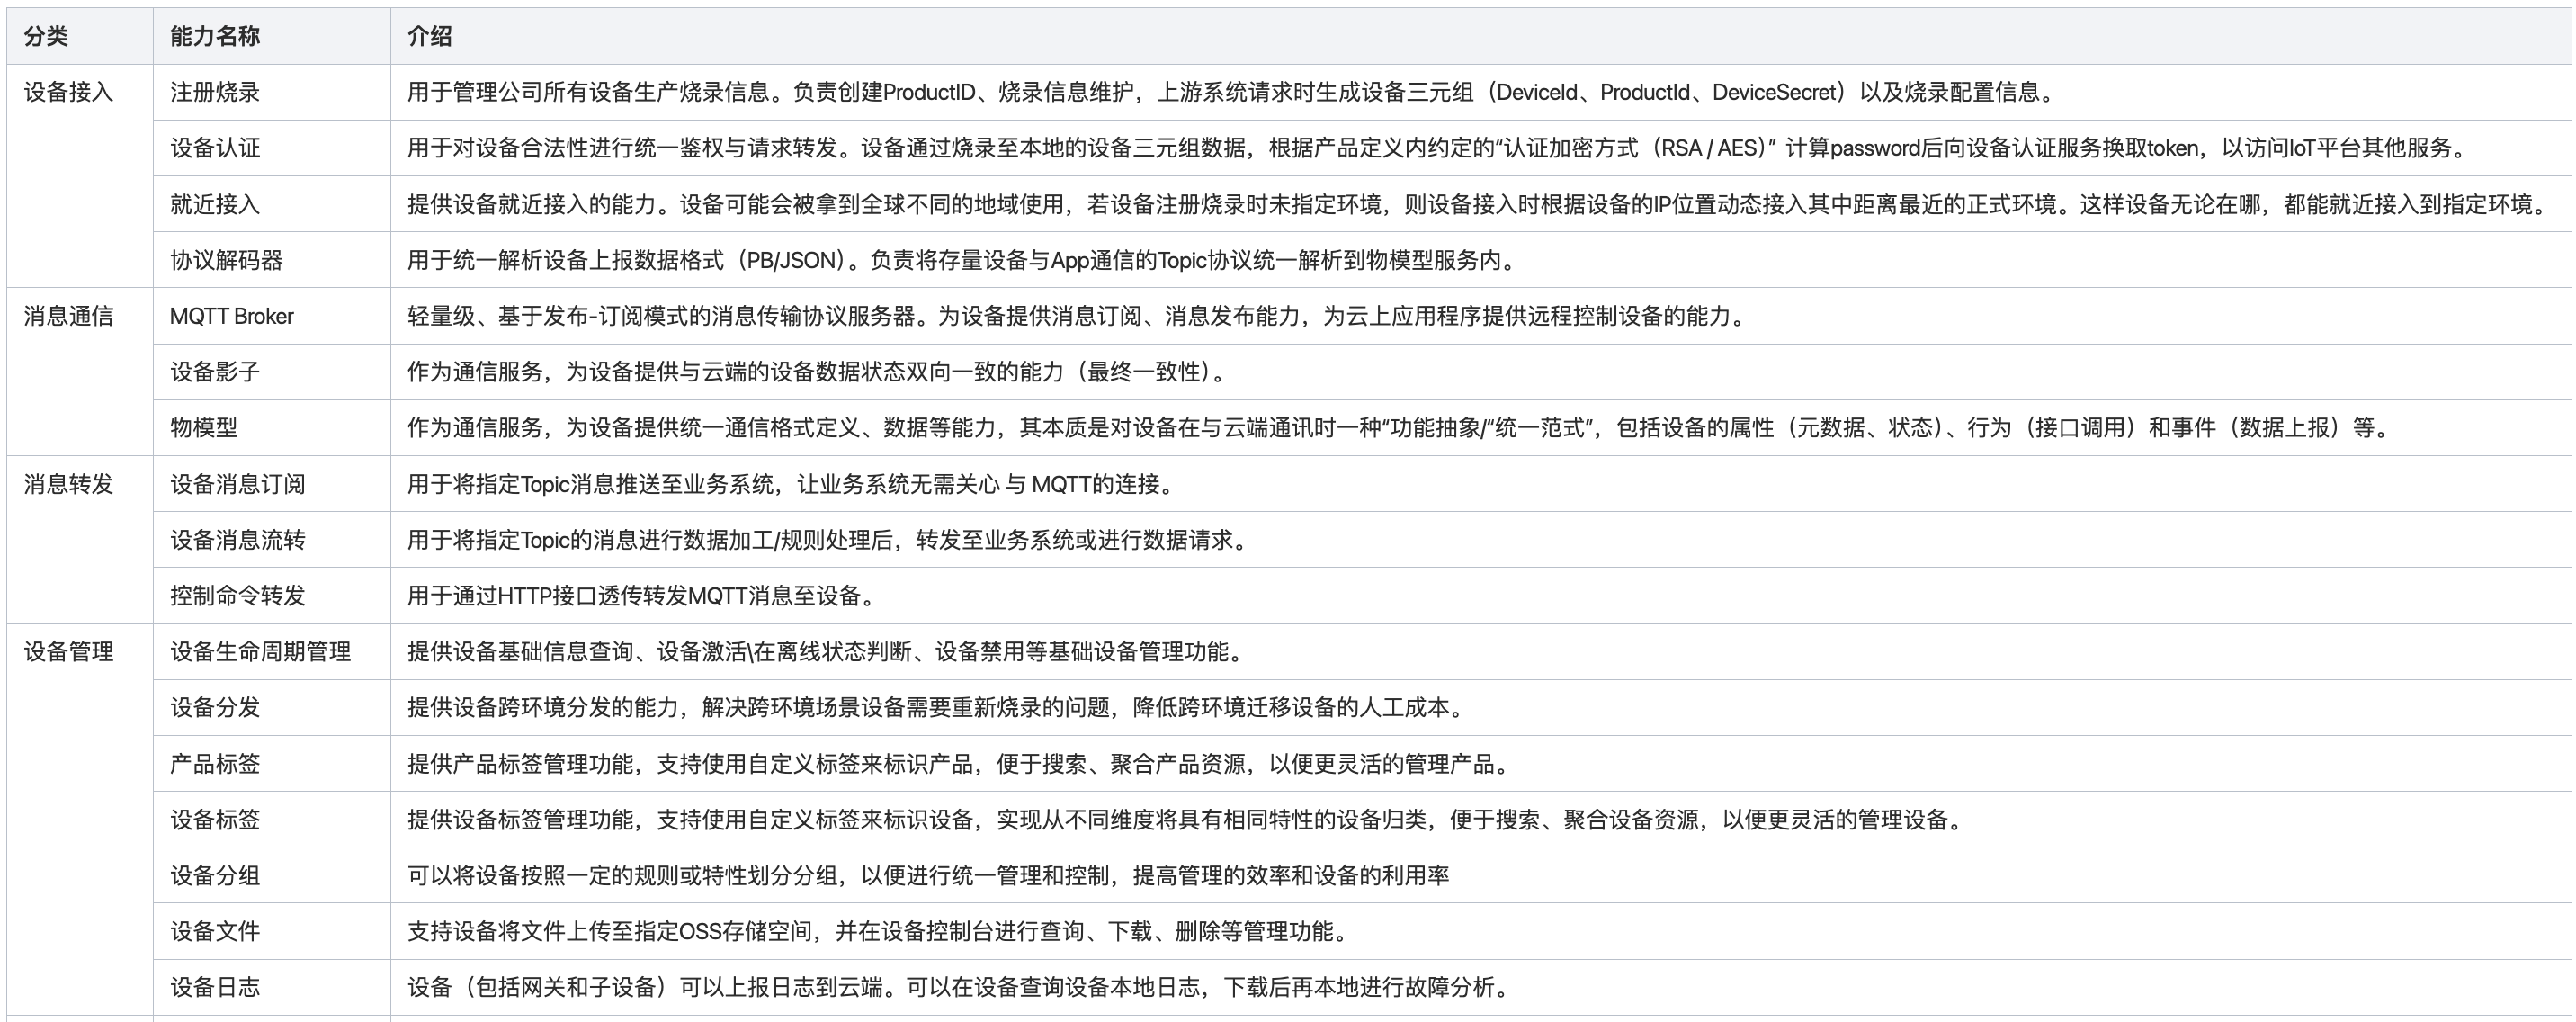 分类 能力名称 介绍
设备接入 注册烧录 用于管理公司所有设备生产烧录信息。负责创建ProductID、烧录信息维护，上游系统请求时生成设备三元组（DeviceId、ProductId、DeviceSecret）以及烧录配置信息。
设备认证 用于对设备合法性进行统一鉴权与请求转发。设备通过烧录至本地的设备三元组数据，根据产品定义内约定的“认证加密方式（RSA / AES）” 计算password后向设备认证服务换取token，以访问IoT平台其他服务。
就近接入 提供设备就近接入的能力。设备可能会被拿到全球不同的地域使用，若设备注册烧录时未指定环境，则设备接入时根据设备的IP位置动态接入其中距离最近的正式环境。这样设备无论在哪，都能就近接入到指定环境。
协议解码器 用于统一解析设备上报数据格式（PB/JSON）。负责将存量设备与App通信的Topic协议统一解析到物模型服务内。
消息通信 MQTT Broker 轻量级、基于发布-订阅模式的消息传输协议服务器。为设备提供消息订阅、消息发布能力，为云上应用程序提供远程控制设备的能力。
设备影子 作为通信服务，为设备提供与云端的设备数据状态双向一致的能力（最终一致性）。
物模型 作为通信服务，为设备提供统一通信格式定义、数据等能力，其本质是对设备在与云端通讯时一种“功能抽象/“统一范式”，包括设备的属性（元数据、状态）、行为（接口调用）和事件（数据上报）等。
消息转发 设备消息订阅 用于将指定Topic消息推送至业务系统，让业务系统无需关心 与 MQTT的连接。
设备消息流转 用于将指定Topic的消息进行数据加工/规则处理后，转发至业务系统或进行数据请求。
控制命令转发 用于通过HTTP接口透传转发MQTT消息至设备。
设备管理 设备生命周期管理 提供设备基础信息查询、设备激活\在离线状态判断、设备禁用等基础设备管理功能。
设备分发 提供设备跨环境分发的能力，解决跨环境场景设备需要重新烧录的问题，降低跨环境迁移设备的人工成本。
产品标签 提供产品标签管理功能，支持使用自定义标签来标识产品，便于搜索、聚合产品资源，以便更灵活的管理产品。
设备标签 提供设备标签管理功能，支持使用自定义标签来标识设备，实现从不同维度将具有相同特性的设备归类，便于搜索、聚合设备资源，以便更灵活的管理设备。
设备分组 可以将设备按照一定的规则或特性划分分组，以便进行统一管理和控制，提高管理的效率和设备的利用率
设备文件 支持设备将文件上传至指定OSS存储空间，并在设备控制台进行查询、下载、删除等管理功能。
设备日志 设备（包括网关和子设备）可以上报日志到云端。可以在设备查询设备本地日志，下载后再本地进行故障分析。